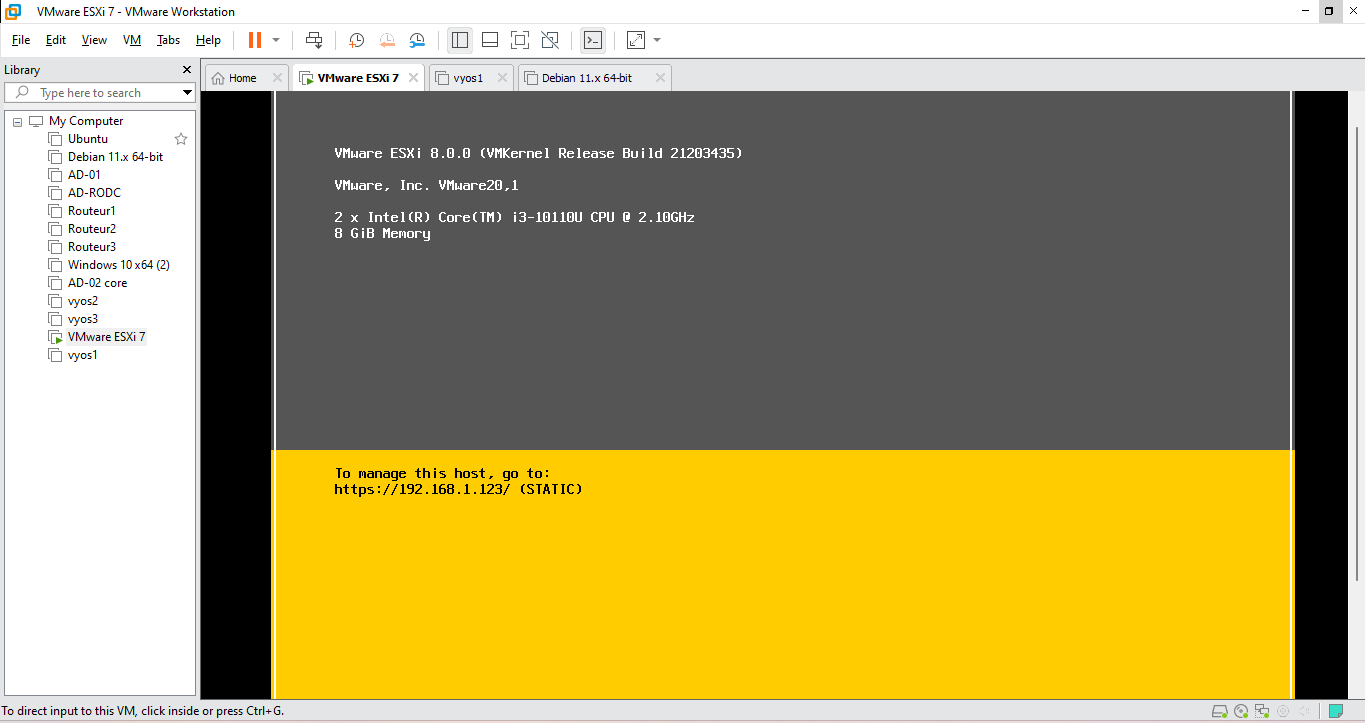 VMware ESXi 7 - VMware Workstation
File Edit View VM Tabs Help
Library
Type here to search
My Computer
Ubuntu
Debian 11.x 64-bit
AD-01
AD-RODC
Routeur1
Routeur2
Routeur3
Windows 10 x64 (2)
AD-02 core
vyos2
vyos3
VMware ESXi 7
vyos1
Home VMware ESXi 7 vyos1 Debian 11.x 64-bit
VMware ESXi 8.0.0 (VMKernel Release Build 21203435)
VMware, Inc. VMware20,1
2 x Intel(R) Core(TM) i3-10110U CPU @ 2.10GHz
8 GiB Memory
To manage this host, go to:
https://192.168.1.123/ (STATIC)
To direct input to this VM, click inside or press Ctrl+G.